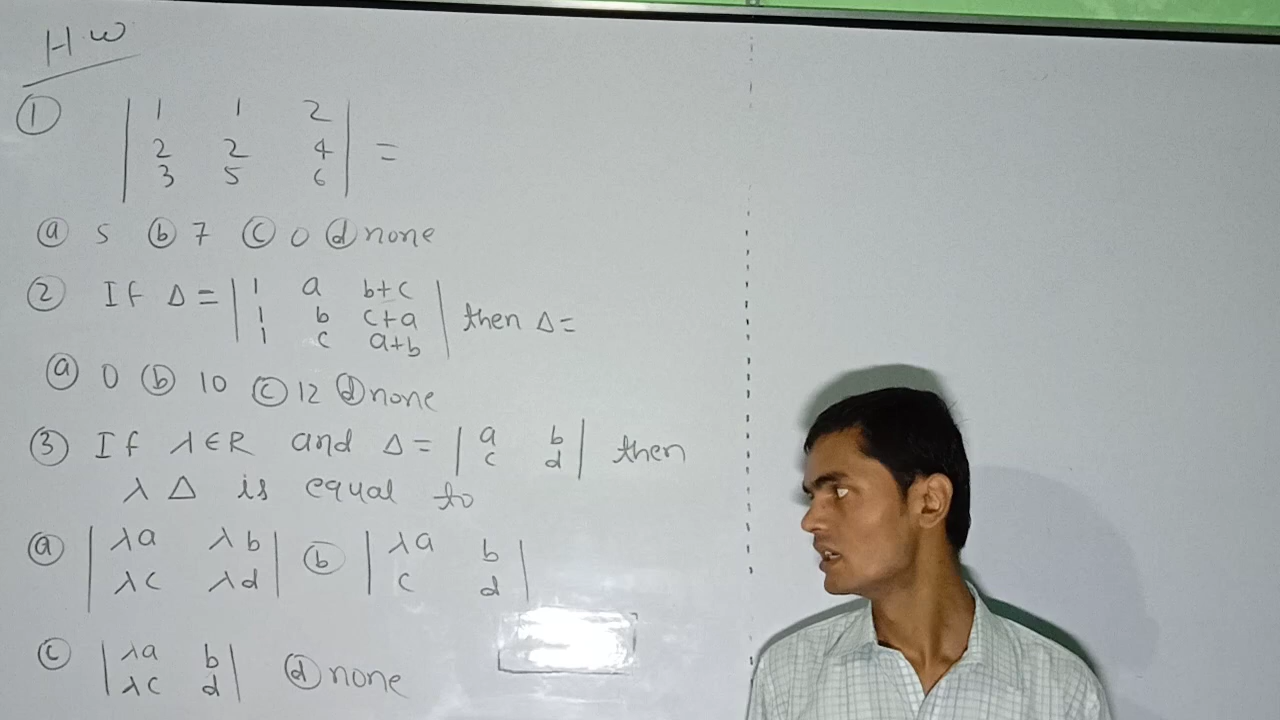 H.W
① | 1 1 2 |
| 2 2 4 | =
| 3 5 6 |
ⓐ 5 ⓑ 7 ⓒ 0 ⓓ none
② If Δ = | 1 a b+c |
| 1 b c+a | then Δ =
| 1 c a+b |
ⓐ 0 ⓑ 10 ⓒ 12 ⓓ none
③ If λ∈R and Δ = | a b | then
| c d |
λ Δ is equal to
ⓐ | λa λb | ⓑ | λa b |
| λc λd | | c d |
ⓒ | λa b | ⓓ none
| λc d |